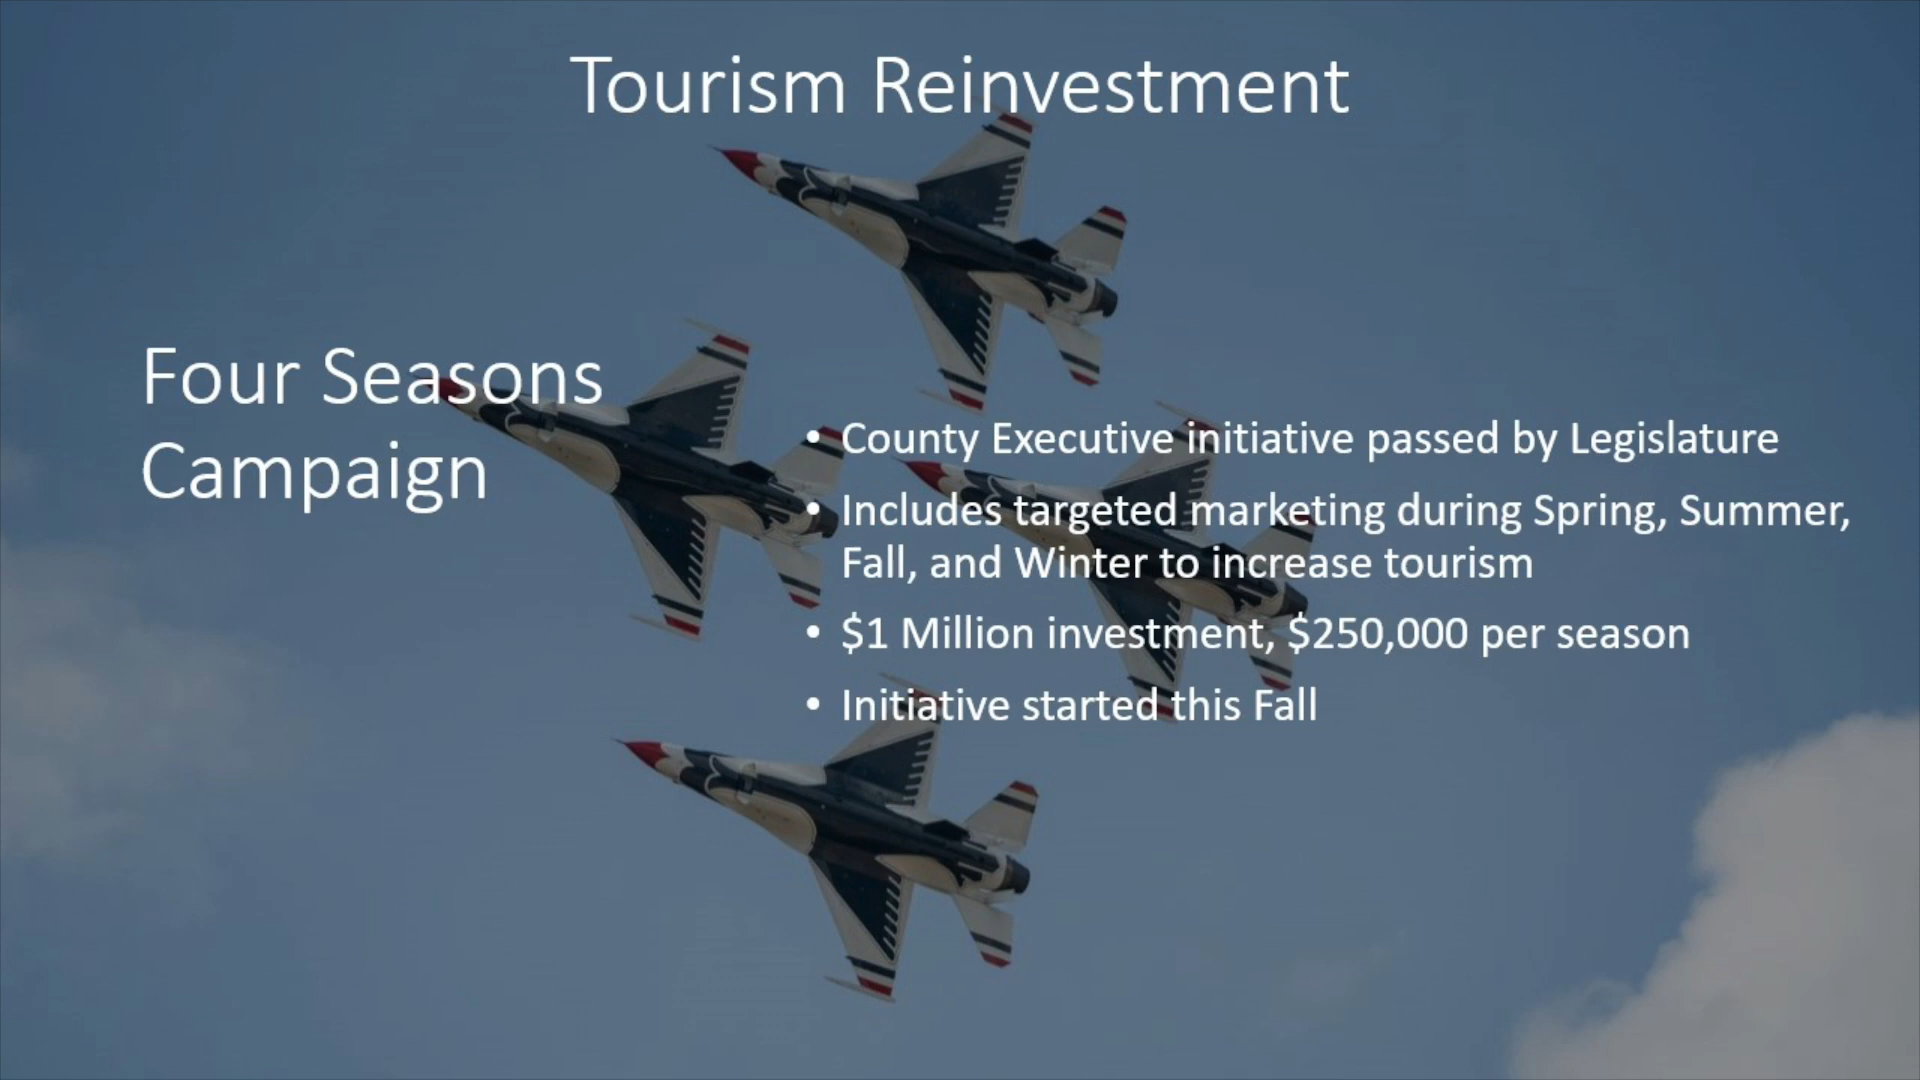 Tourism Reinvestment
Four Seasons
Campaign
• County Executive initiative passed by Legislature
• Includes targeted marketing during Spring, Summer,
Fall, and Winter to increase tourism
• $1 Million investment, $250,000 per season
• Initiative started this Fall